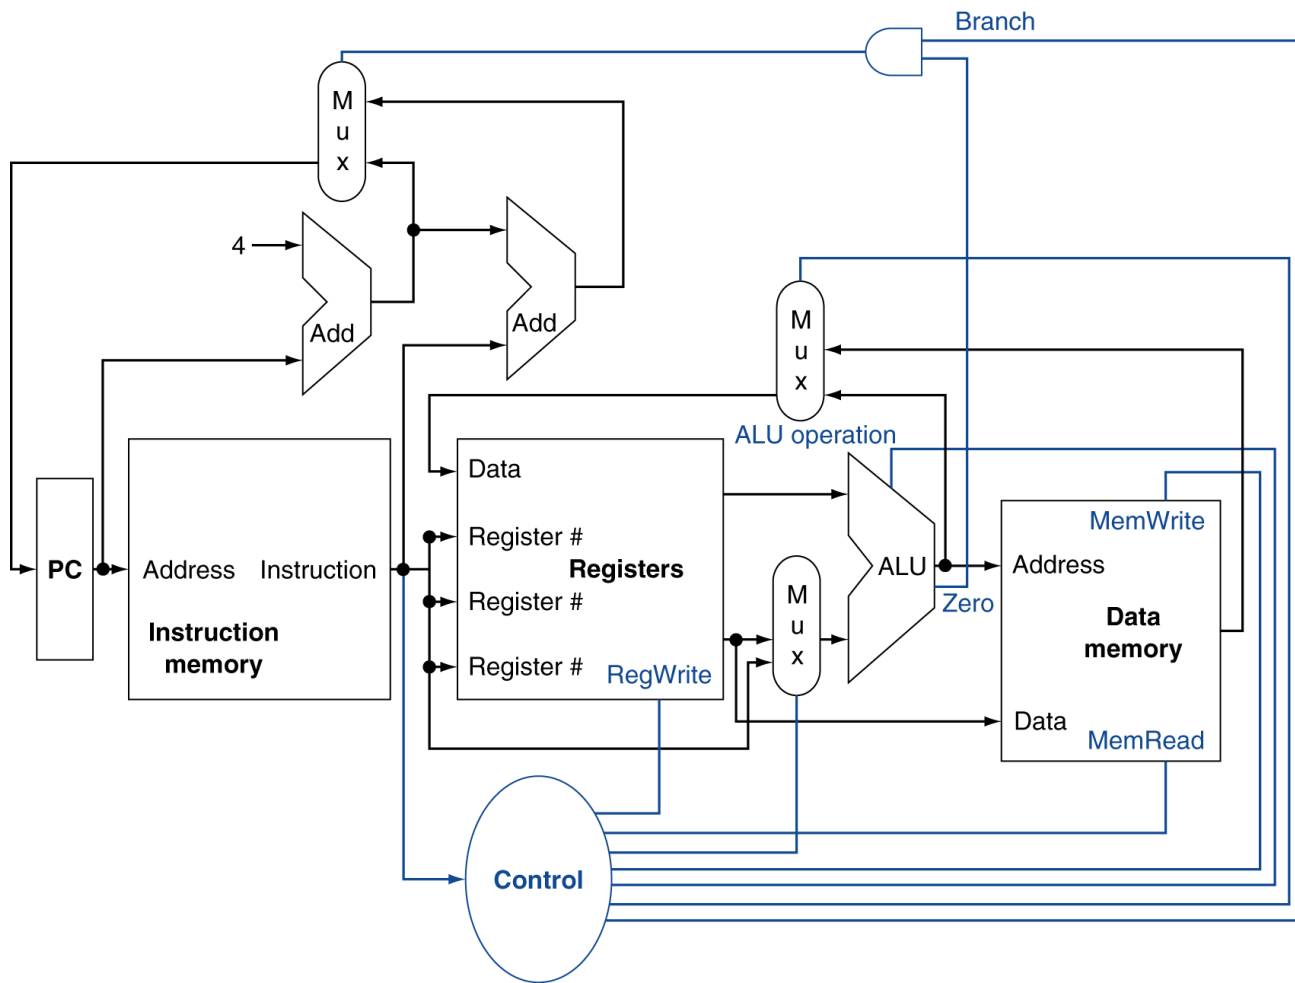 Branch
M
u
x
4
Add
Add
M
u
x
ALU operation
Data
Register #
Registers
Register #
Register #
RegWrite
PC
Address
Instruction
Instruction
memory
M
u
x
ALU
Zero
MemWrite
Address
Data
memory
Data
MemRead
Control